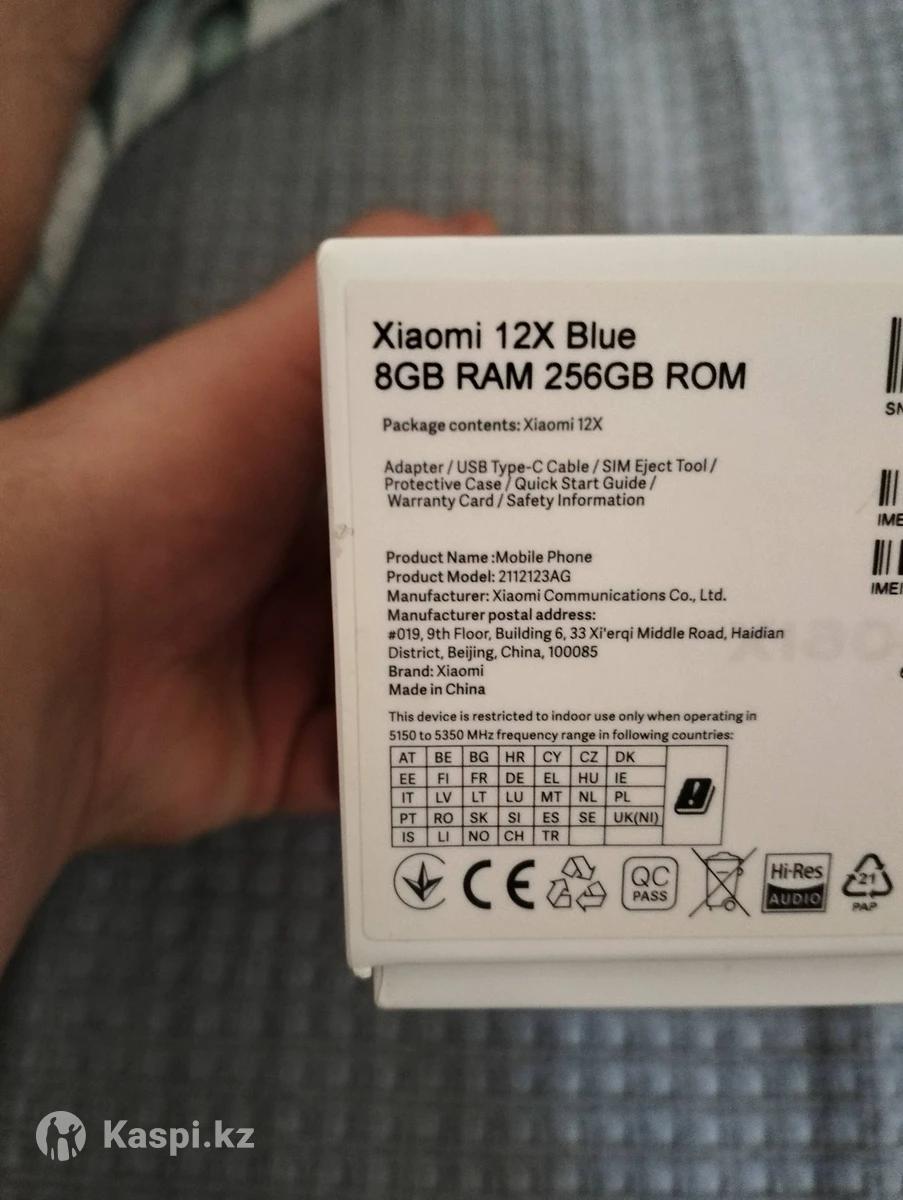 Xiaomi 12X Blue
8GB RAM 256GB ROM
Package contents: Xiaomi 12X
Adapter / USB Type-C Cable / SIM Eject Tool /
Protective Case / Quick Start Guide /
Warranty Card / Safety Information
Product Name :Mobile Phone
Product Model: 2112123AG
Manufacturer: Xiaomi Communications Co., Ltd.
Manufacturer postal address:
#019, 9th Floor, Building 6, 33 Xi'erqi Middle Road, Haidian
District, Beijing, China, 100085
Brand: Xiaomi
Made in China
This device is restricted to indoor use only when operating in
5150 to 5350 MHz frequency range in following countries:
AT BE BG HR CY CZ DK
EE FI FR DE EL HU IE
IT LV LT LU MT NL PL
PT RO SK SI ES SE UK(NI)
IS LI NO CH TR
CE QC PASS Hi-Res AUDIO 21 PAP
SN
IME
IMEI
Kaspi.kz